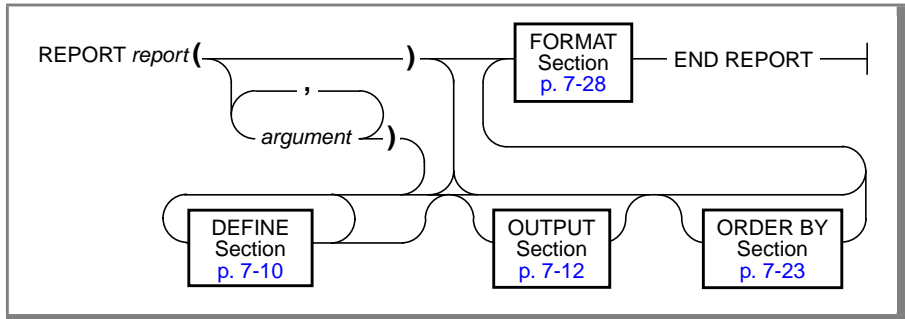 REPORT report( )
FORMAT
Section
p. 7-28
END REPORT
,
argument )
DEFINE
Section
p. 7-10
OUTPUT
Section
p. 7-12
ORDER BY
Section
p. 7-23